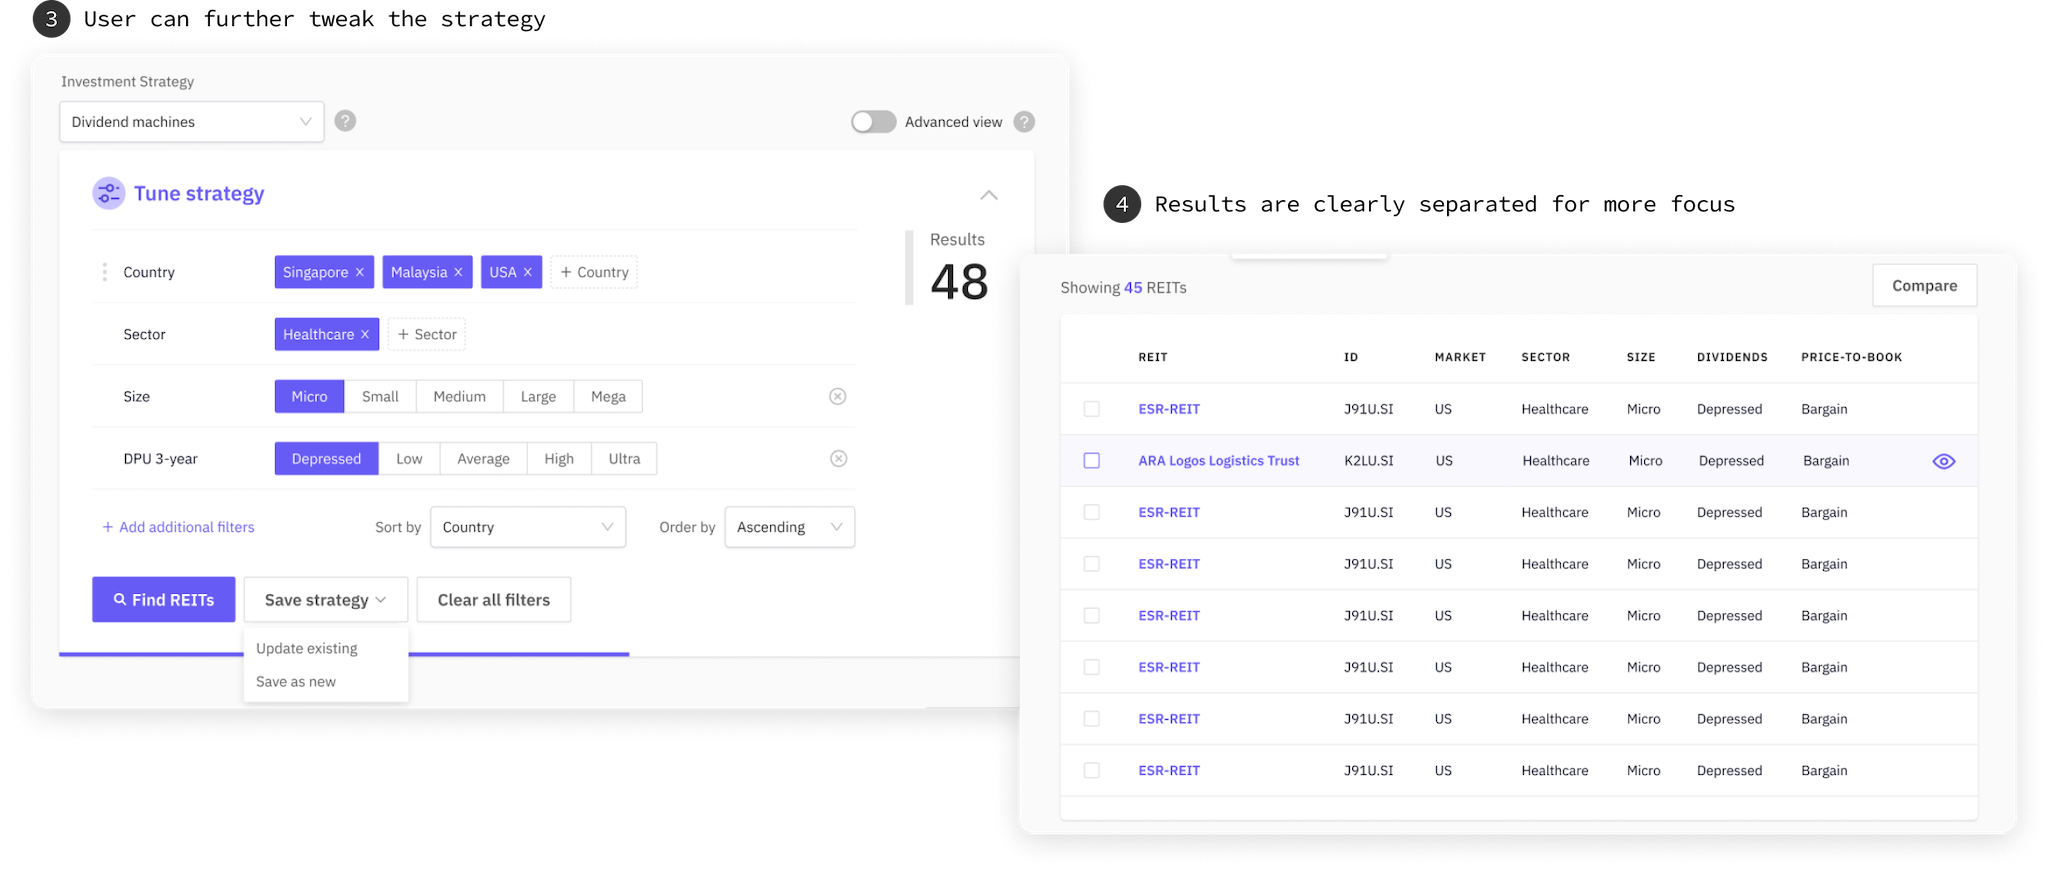 3 User can further tweak the strategy
Investment Strategy
Dividend machines ?
Advanced view ?
Tune strategy
Results
48
Country Singapore × Malaysia × USA × + Country
Sector Healthcare × + Sector
Size Micro Small Medium Large Mega
DPU 3-year Depressed Low Average High Ultra
+ Add additional filters Sort by Country Order by Ascending
Find REITs Save strategy Clear all filters
Update existing
Save as new
4 Results are clearly separated for more focus
Showing 45 REITs Compare
REIT ID MARKET SECTOR SIZE DIVIDENDS PRICE-TO-BOOK
ESR-REIT J91U.SI US Healthcare Micro Depressed Bargain
ARA Logos Logistics Trust K2LU.SI US Healthcare Micro Depressed Bargain
ESR-REIT J91U.SI US Healthcare Micro Depressed Bargain
ESR-REIT J91U.SI US Healthcare Micro Depressed Bargain
ESR-REIT J91U.SI US Healthcare Micro Depressed Bargain
ESR-REIT J91U.SI US Healthcare Micro Depressed Bargain
ESR-REIT J91U.SI US Healthcare Micro Depressed Bargain
ESR-REIT J91U.SI US Healthcare Micro Depressed Bargain